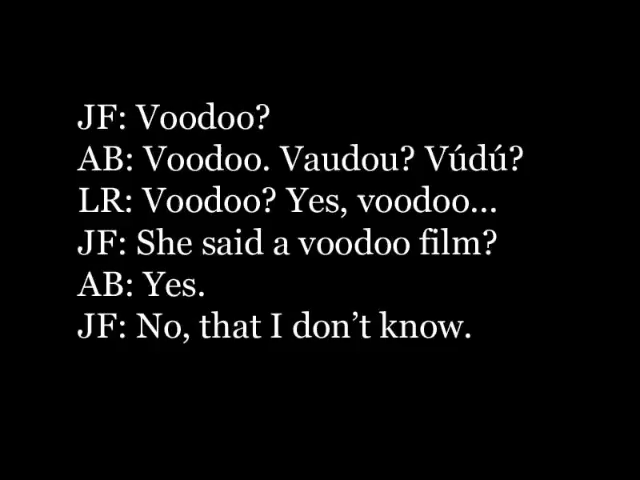 JF: Voodoo?
AB: Voodoo. Vaudou? Vúdú?
LR: Voodoo? Yes, voodoo...
JF: She said a voodoo film?
AB: Yes.
JF: No, that I don’t know.